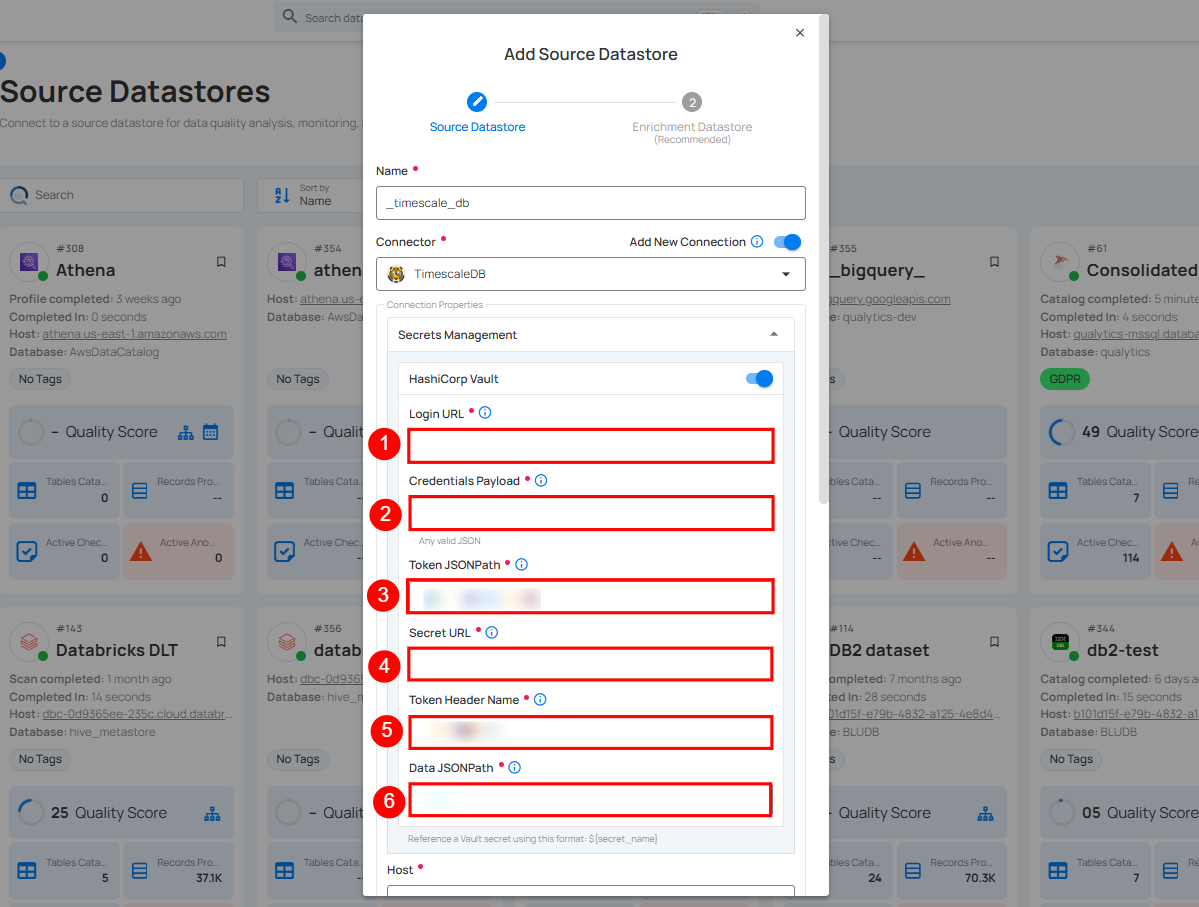 Search data
Add Source Datastore
2
Source Datastore
Enrichment Datastore
(Recommended)
Source Datastores
Connect to a source datastore for data quality analysis, monitoring,
Name
_timescale_db
Search
Sort by
Name
Connector
Add New Connection
TimescaleDB
Connection Properties
Secrets Management
HashiCorp Vault
Login URL
1
Credentials Payload
2
Any valid JSON
Token JSONPath
3
Secret URL
4
Token Header Name
5
Data JSONPath
6
Reference a Vault secret using this format: ${secret_name}
Host
#308
Athena
Profile completed: 3 weeks ago
Completed In: 0 seconds
Host: athena.us-east-1.amazonaws.com
Database: AwsDataCatalog
No Tags
– Quality Score
Tables Cata...
0
Records Pro...
--
Active Chec...
0
Active Ano...
0
#354
athen
Host: athena.us-e
Database: AwsDa
No Tags
– Qualit
Tables Cata
--
Active Chec
#355
_bigquery_
query.googleapis.com
e: qualytics-dev
s
Quality Score
bles Cata...
--
Records Pro...
--
tive Chec...
--
Active Ano...
--
#61
Consolidated
Catalog completed: 5 minute
Completed In: 4 seconds
Host: qualytics-mssql.databa
Database: qualytics
GDPR
49 Quality Score
Tables Cata...
7
Re
Active Chec...
114
A
#143
Databricks DLT
Scan completed: 1 month ago
Completed In: 14 seconds
Host: dbc-0d9365ee-235c.cloud.databr...
Database: hive_metastore
No Tags
25 Quality Score
Tables Cata...
5
Records Pro...
37.1K
#356
datab
Host: dbc-0d9365
Database: hive_m
No Tags
– Qualit
Tables Cata
--
#114
DB2 dataset
ompleted: 7 months ago
ted In: 28 seconds
01d15f-e79b-4832-a125-4e8d4...
e: BLUDB
s
Quality Score
bles Cata...
24
Records Pro...
70.3K
#344
db2-test
Catalog completed: 6 days a
Completed In: 15 seconds
Host: b101d15f-e79b-4832-a1
Database: BLUDB
No Tags
05 Quality Score
Tables Cata...
7
Re